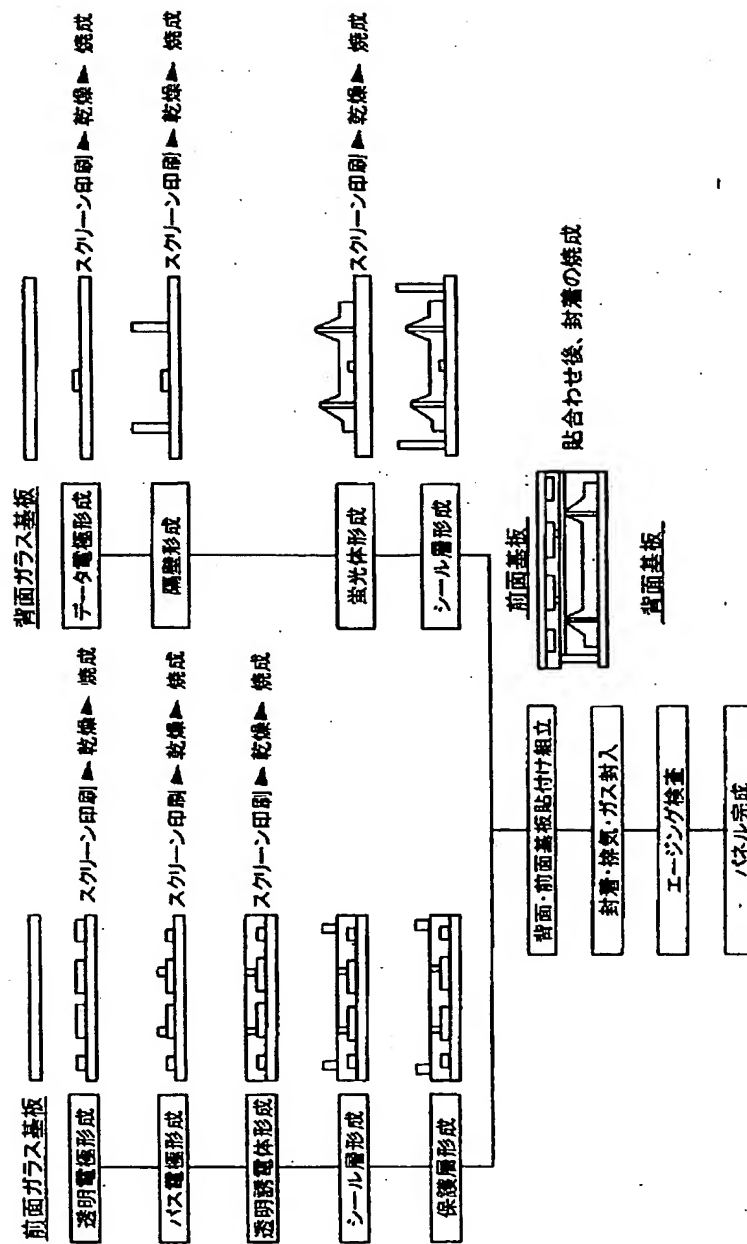 前面ガラス基板
透明電極形成
スクリーン印刷▶乾燥▶焼成
バス電極形成
スクリーン印刷▶乾燥▶焼成
透明誘電体形成
スクリーン印刷▶乾燥▶焼成
シール層形成
保護層形成
背面ガラス基板
データ電極形成
スクリーン印刷▶乾燥▶焼成
隔壁形成
スクリーン印刷▶乾燥▶焼成
蛍光体形成
スクリーン印刷▶乾燥▶焼成
シール層形成
背面・前面基板貼付け組立
前面基板
背面基板
貼合わせ後、封着の焼成
封着・排気・ガス封入
エージング検査
パネル完成